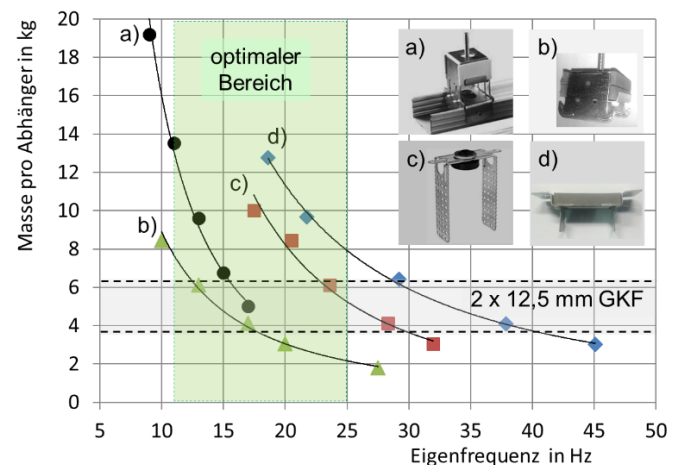 Masse pro Abhänger in kg
20
18
16
14
12
10
8
6
4
2
0
a)
optimaler
Bereich
d)
c)
b)
a)
b)
c)
d)
2 x 12,5 mm GKF
5 10 15 20 25 30 35 40 45 50
Eigenfrequenz in Hz